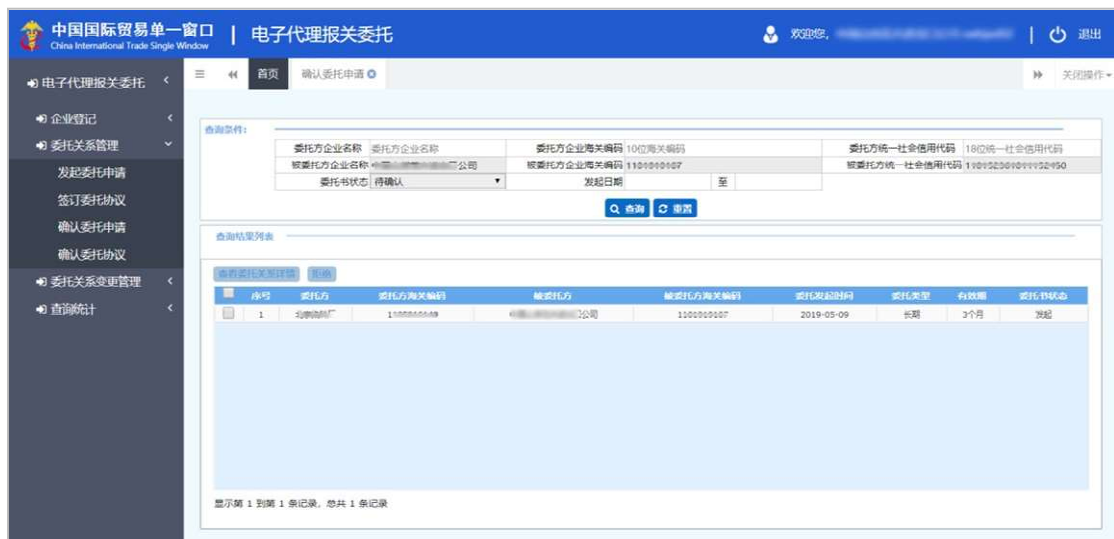 中国国际贸易单一窗口 | 电子代理报关委托
China International Trade Single Window
欢迎您,
退出
电子代理报关委托
首页 确认委托申请
关闭操作
企业登记
委托关系管理
发起委托申请
签订委托协议
确认委托申请
确认委托协议
委托关系变更管理
查询统计
查询条件:
委托方企业名称 委托方企业名称 委托方企业海关编码 10位海关编码 委托方统一社会信用代码 18位统一社会信用代码
被委托方企业名称 公司 被委托方企业海关编码 被委托方统一社会信用代码
委托书状态 待确认 发起日期 至
查询 重置
查询结果列表
查看委托关系详情 拒绝
序号 委托方 委托方海关编码 被委托方 被委托方海关编码 委托发起时间 委托类型 有效期 委托书状态
1 公司 2019-05-09 长期 3个月 发起
显示第 1 到第 1 条记录, 总共 1 条记录